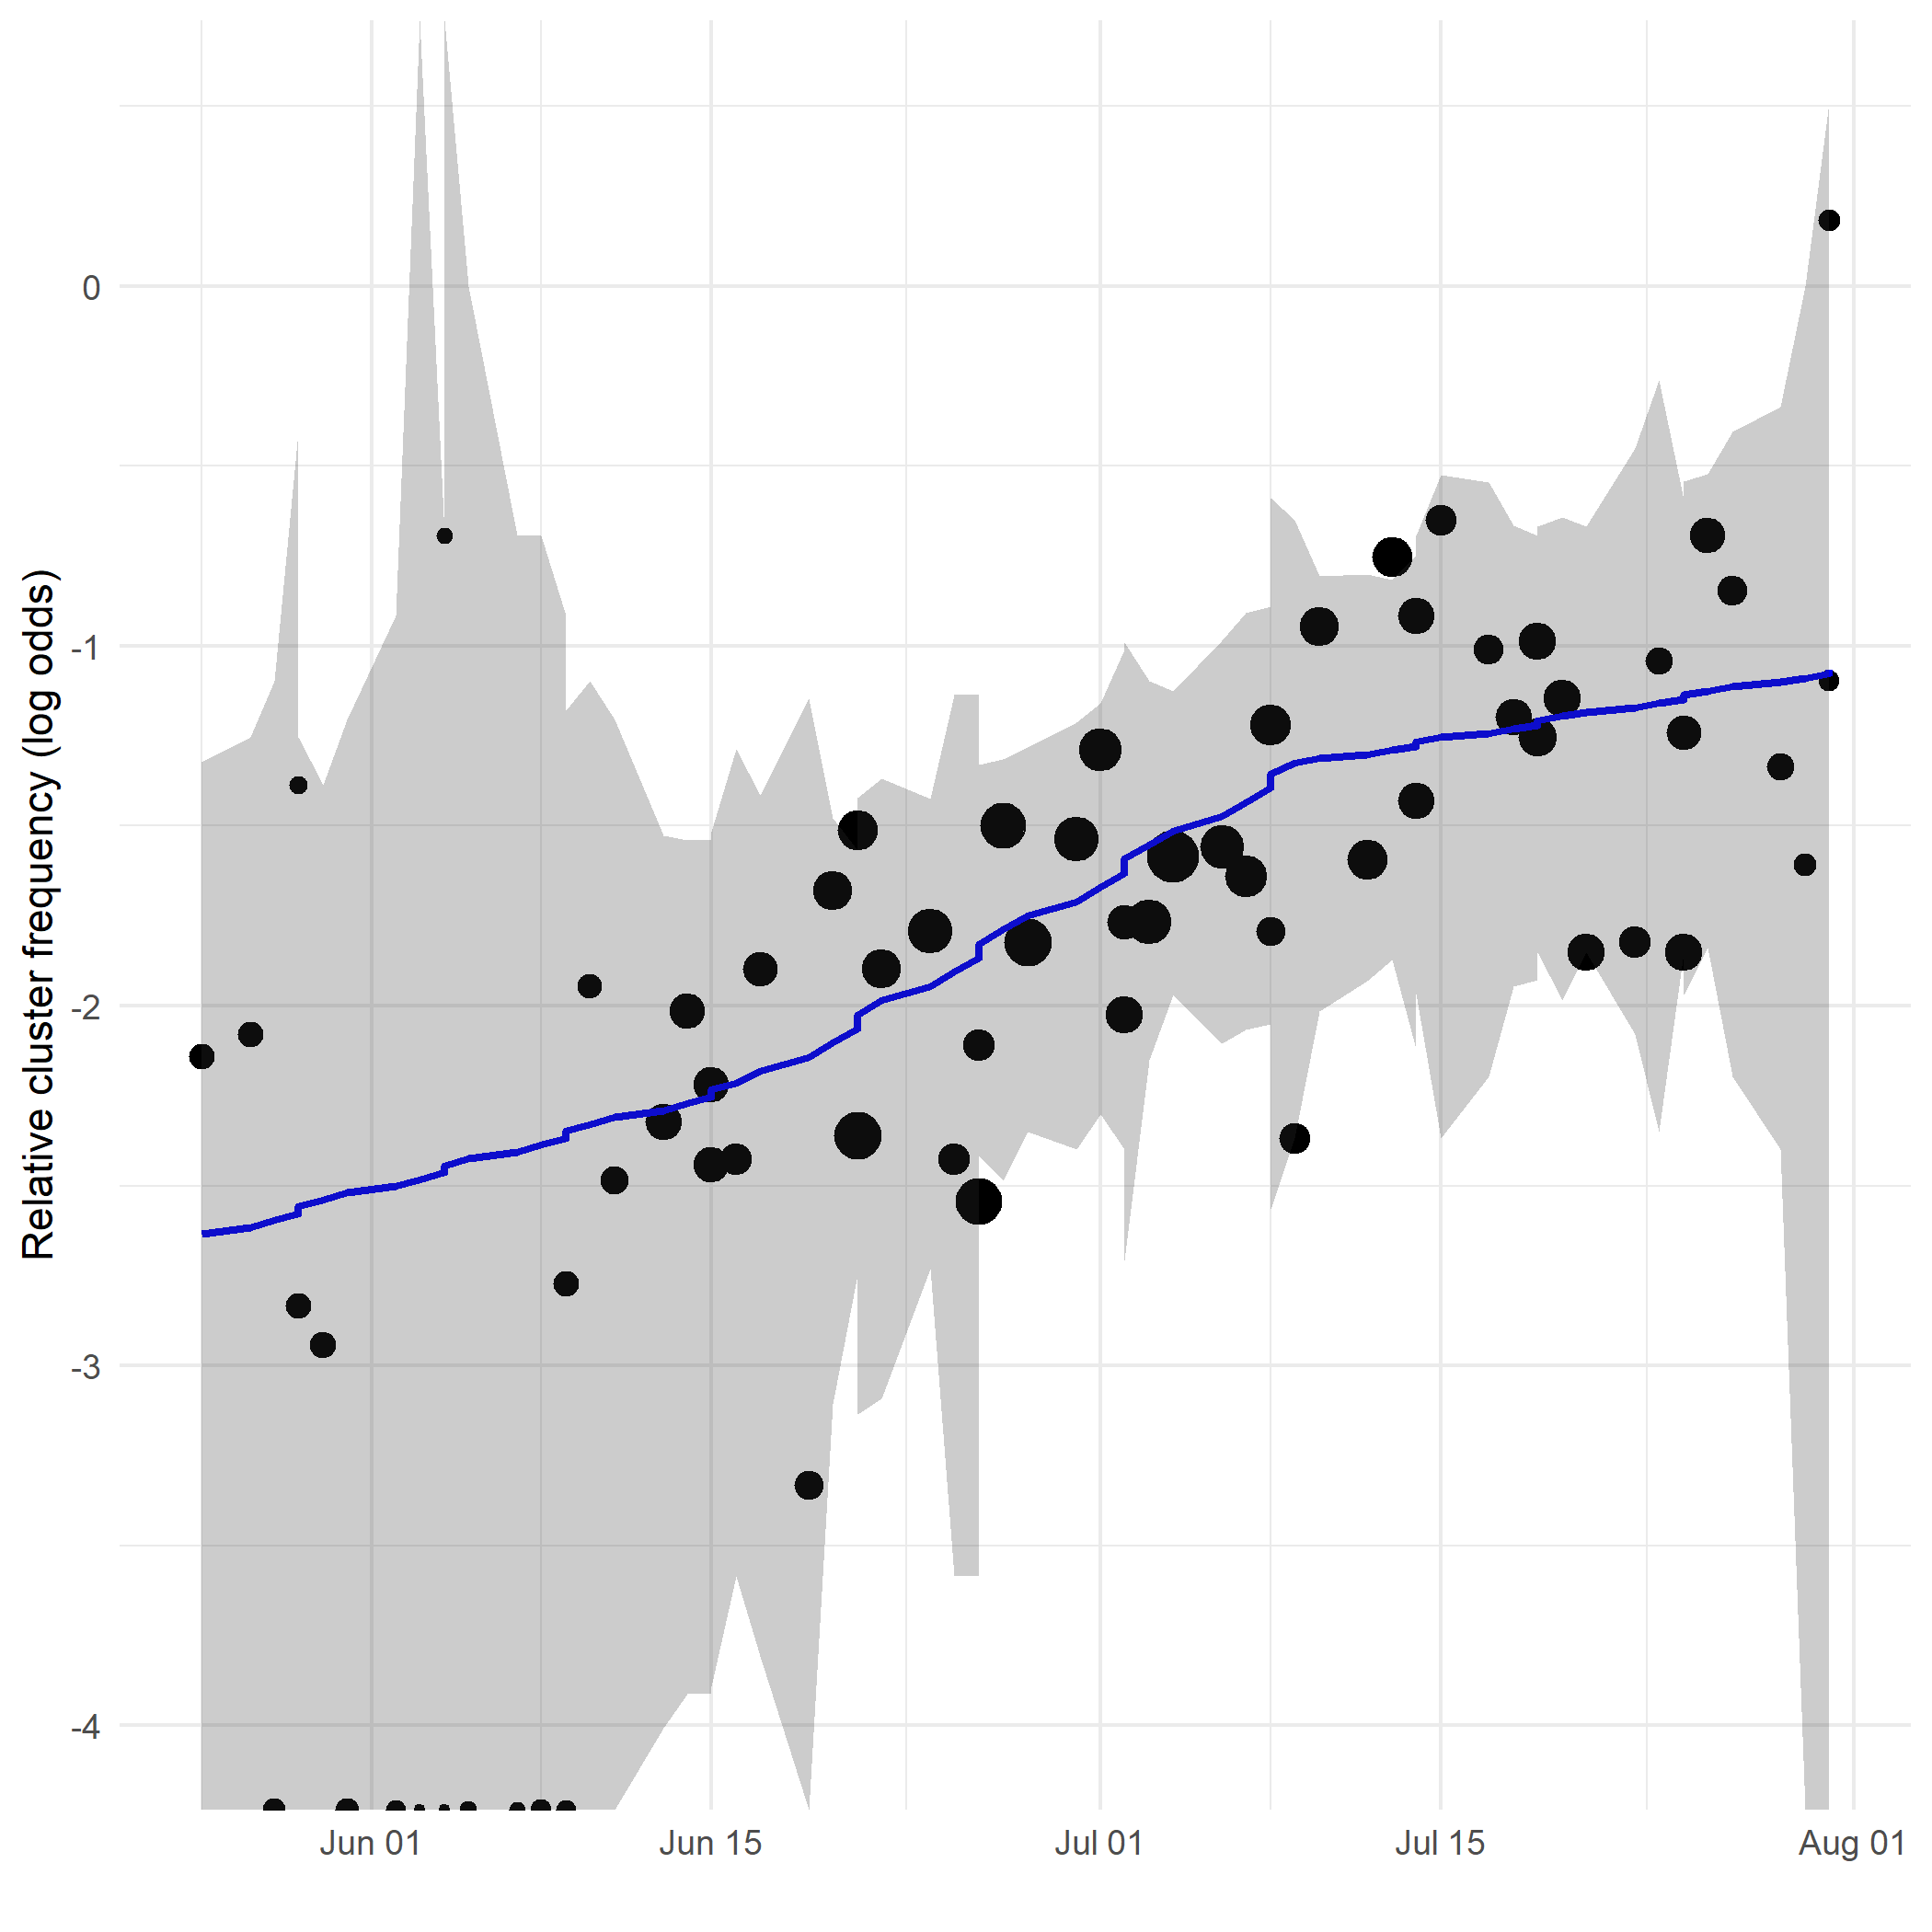 Relative cluster frequency (log odds)
0
-1
-2
-3
-4
Jun 01
Jun 15
Jul 01
Jul 15
Aug 01